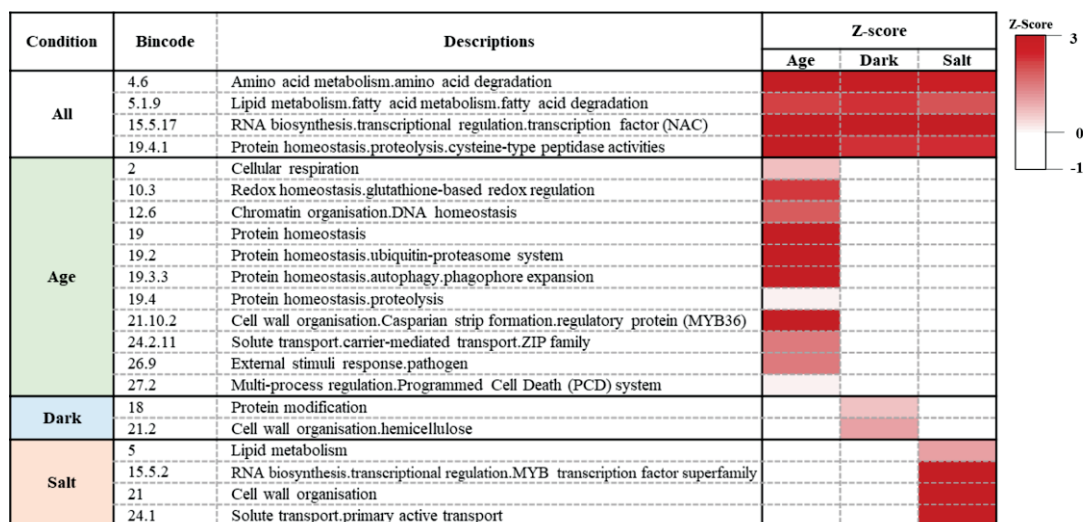 Condition Bincode Descriptions Z-score
Age Dark Salt
All
4.6 Amino acid metabolism.amino acid degradation
5.1.9 Lipid metabolism.fatty acid metabolism.fatty acid degradation
15.5.17 RNA biosynthesis.transcriptional regulation.transcription factor (NAC)
19.4.1 Protein homeostasis.proteolysis.cysteine-type peptidase activities
Age
2 Cellular respiration
10.3 Redox homeostasis.glutathione-based redox regulation
12.6 Chromatin organisation.DNA homeostasis
19 Protein homeostasis
19.2 Protein homeostasis.ubiquitin-proteasome system
19.3.3 Protein homeostasis.autophagy.phagophore expansion
19.4 Protein homeostasis.proteolysis
21.10.2 Cell wall organisation.Casparian strip formation.regulatory protein (MYB36)
24.2.11 Solute transport.carrier-mediated transport.ZIP family
26.9 External stimuli response.pathogen
27.2 Multi-process regulation.Programmed Cell Death (PCD) system
Dark
18 Protein modification
21.2 Cell wall organisation.hemicellulose
Salt
5 Lipid metabolism
15.5.2 RNA biosynthesis.transcriptional regulation.MYB transcription factor superfamily
21 Cell wall organisation
24.1 Solute transport.primary active transport
Z-Score
3
0
-1